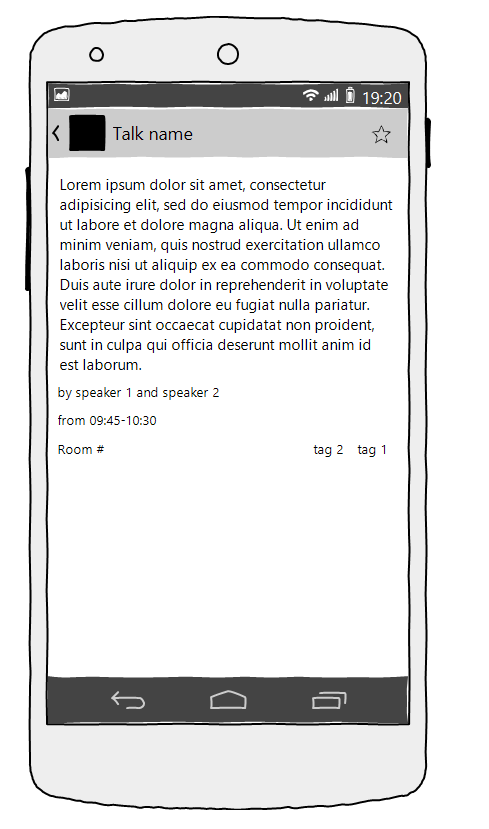 19:20
Talk name
Lorem ipsum dolor sit amet, consectetur
adipisicing elit, sed do eiusmod tempor incididunt
ut labore et dolore magna aliqua. Ut enim ad
minim veniam, quis nostrud exercitation ullamco
laboris nisi ut aliquip ex ea commodo consequat.
Duis aute irure dolor in reprehenderit in voluptate
velit esse cillum dolore eu fugiat nulla pariatur.
Excepteur sint occaecat cupidatat non proident,
sunt in culpa qui officia deserunt mollit anim id
est laborum.
by speaker 1 and speaker 2
from 09:45-10:30
Room # tag 2 tag 1